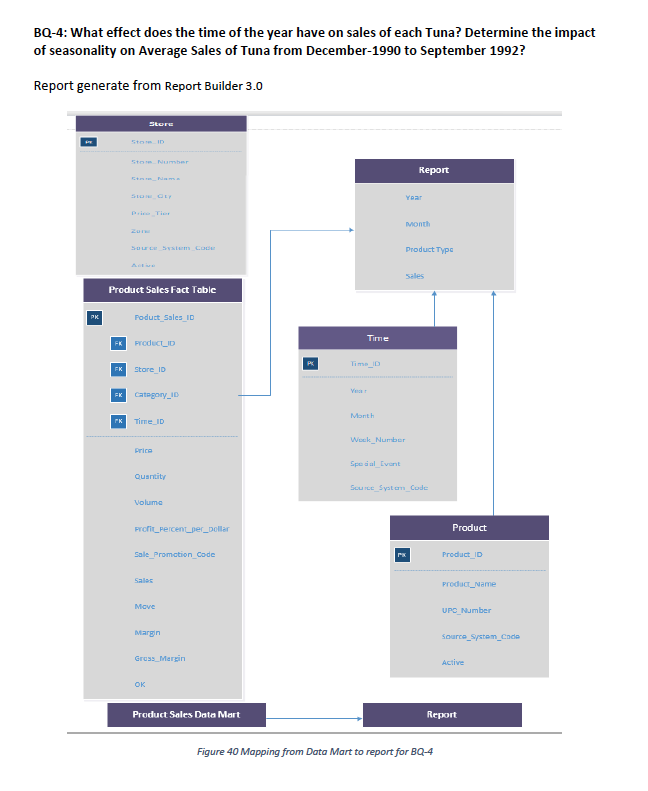 BQ-4: What effect does the time of the year have on sales of each Tuna? Determine the impact
of seasonality on Average Sales of Tuna from December-1990 to September 1992?
Report generate from Report Builder 3.0
Store
PK
Store_ID
Store_Number
Store_Name
Store_City
Price_Tier
Zone
Source_System_Code
Active
Product Sales Fact Table
PK
Poduct_Sales_ID
FK
Product_ID
FK
Store_ID
FK
Category_ID
FK
Time_ID
Price
Quantity
Volume
Profit_Percent_per_Dollar
Sale_Promotion_Code
Sales
Move
Margin
Gross_Margin
OK
Report
Year
Month
Product Type
Sales
Time
PK
Time_ID
Year
Month
Week_Number
Special_Event
Source_System_Code
Product
PK
Product_ID
Product_Name
UPC_Number
Source_System_Code
Active
Product Sales Data Mart
Report
Figure 40 Mapping from Data Mart to report for BQ-4